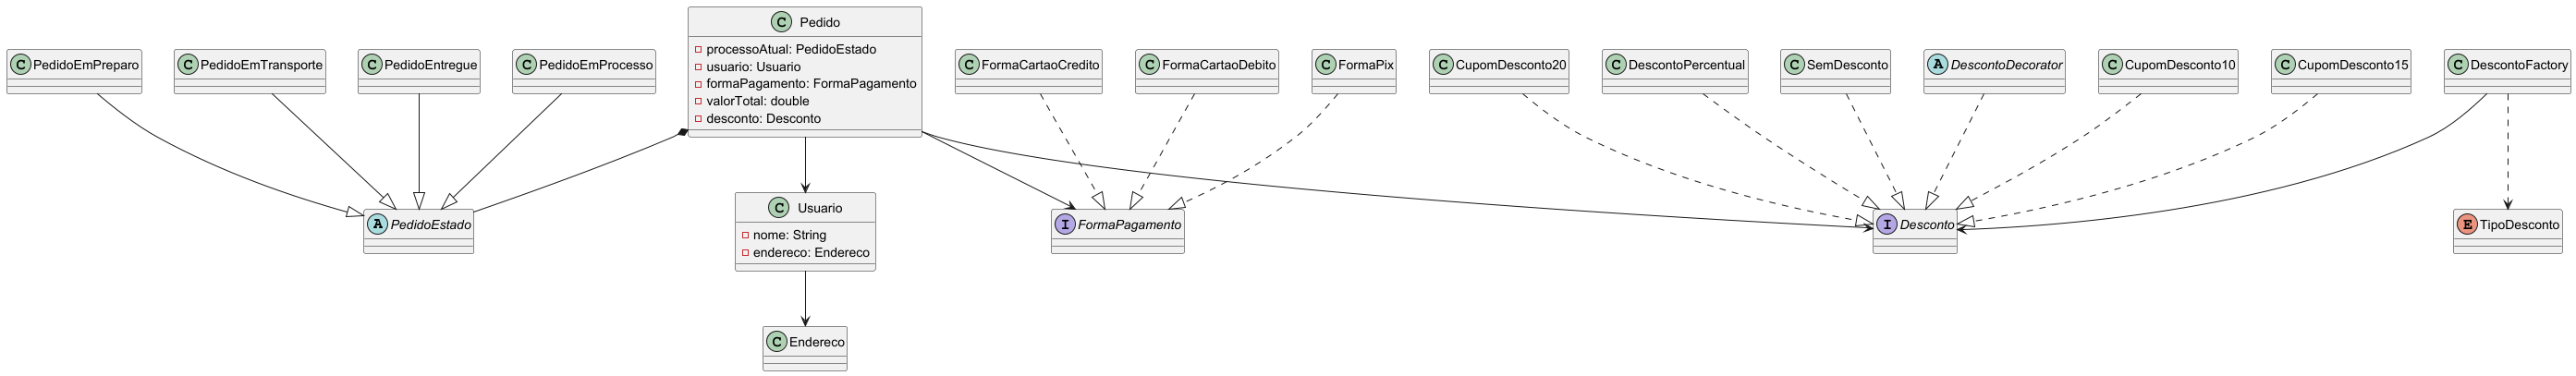 C Pedido
processoAtual: PedidoEstado
usuario: Usuario
formaPagamento: FormaPagamento
valorTotal: double
desconto: Desconto
C PedidoEmPreparo
C PedidoEmTransporte
C PedidoEntregue
C PedidoEmProcesso
C FormaCartaoCredito
C FormaCartaoDebito
C FormaPix
C CupomDesconto20
C DescontoPercentual
C SemDesconto
A DescontoDecorator
C CupomDesconto10
C CupomDesconto15
C DescontoFactory
A PedidoEstado
C Usuario
nome: String
endereco: Endereco
I FormaPagamento
I Desconto
E TipoDesconto
C Endereco